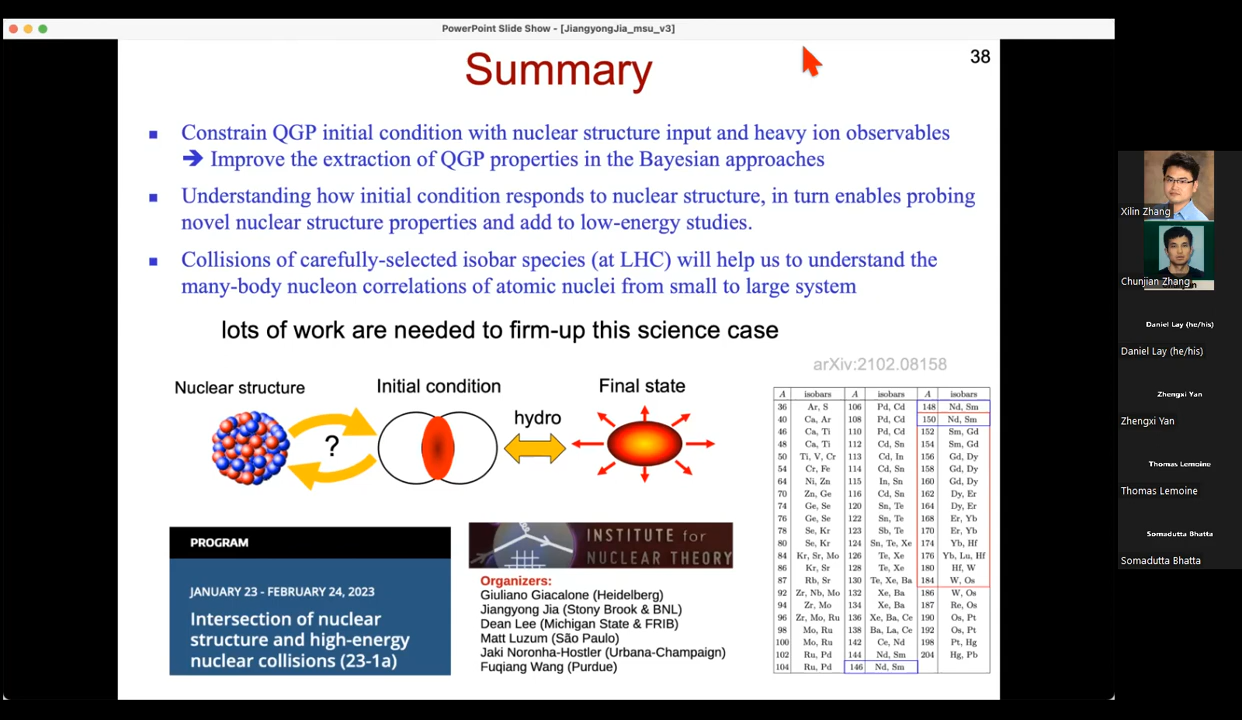 PowerPoint Slide Show - [JiangyongJia_msu_v3]
Summary
38
Constrain QGP initial condition with nuclear structure input and heavy ion observables
➔ Improve the extraction of QGP properties in the Bayesian approaches
Understanding how initial condition responds to nuclear structure, in turn enables probing
novel nuclear structure properties and add to low-energy studies.
Collisions of carefully-selected isobar species (at LHC) will help us to understand the
many-body nucleon correlations of atomic nuclei from small to large system
lots of work are needed to firm-up this science case
Nuclear structure
Initial condition
Final state
?
hydro
arXiv:2102.08158
A isobars A isobars A isobars
36 Ar, S 106 Pd, Cd 148 Nd, Sm
40 Ca, Ar 108 Pd, Cd 150 Nd, Sm
46 Ca, Ti 110 Pd, Cd 152 Sm, Gd
48 Ca, Ti 112 Cd, Sn 154 Sm, Gd
50 Ti, V, Cr 113 Cd, In 156 Gd, Dy
54 Cr, Fe 114 Cd, Sn 158 Gd, Dy
64 Ni, Zn 115 In, Sn 160 Gd, Dy
70 Zn, Ge 116 Cd, Sn 162 Dy, Er
74 Ge, Se 120 Sn, Te 164 Dy, Er
76 Ge, Se 122 Sn, Te 168 Er, Yb
78 Se, Kr 123 Sb, Te 170 Er, Yb
80 Se, Kr 124 Sn, Te, Xe 174 Yb, Hf
84 Kr, Sr, Mo 126 Te, Xe 176 Yb, Lu, Hf
86 Kr, Sr 128 Te, Xe 180 Hf, W
87 Rb, Sr 130 Te, Xe, Ba 184 W, Os
92 Zr, Nb, Mo 132 Xe, Ba 186 W, Os
94 Zr, Mo 134 Xe, Ba 187 Re, Os
96 Zr, Mo, Ru 136 Xe, Ba, Ce 190 Os, Pt
98 Mo, Ru 138 Ba, La, Ce 192 Os, Pt
100 Mo, Ru 142 Ce, Nd 198 Pt, Hg
102 Ru, Pd 144 Nd, Sm 204 Hg, Pb
104 Ru, Pd 146 Nd, Sm
PROGRAM
JANUARY 23 - FEBRUARY 24, 2023
Intersection of nuclear
structure and high-energy
nuclear collisions (23-1a)
INSTITUTE for
NUCLEAR THEORY
Organizers:
Giuliano Giacalone (Heidelberg)
Jiangyong Jia (Stony Brook & BNL)
Dean Lee (Michigan State & FRIB)
Matt Luzum (São Paulo)
Jaki Noronha-Hostler (Urbana-Champaign)
Fuqiang Wang (Purdue)
Xilin Zhang
Chunjian Zhang
Daniel Lay (he/his)
Daniel Lay (he/his)
Zhengxi Yan
Zhengxi Yan
Thomas Lemoine
Thomas Lemoine
Somadutta Bhatta
Somadutta Bhatta